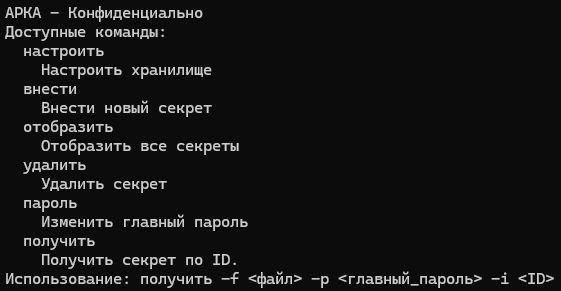 АРКА — Конфиденциально
Доступные команды:
настроить
Настроить хранилище
внести
Внести новый секрет
отобразить
Отобразить все секреты
удалить
Удалить секрет
пароль
Изменить главный пароль
получить
Получить секрет по ID.
Использование: получить -f <файл> -p <главный_пароль> -i <ID>